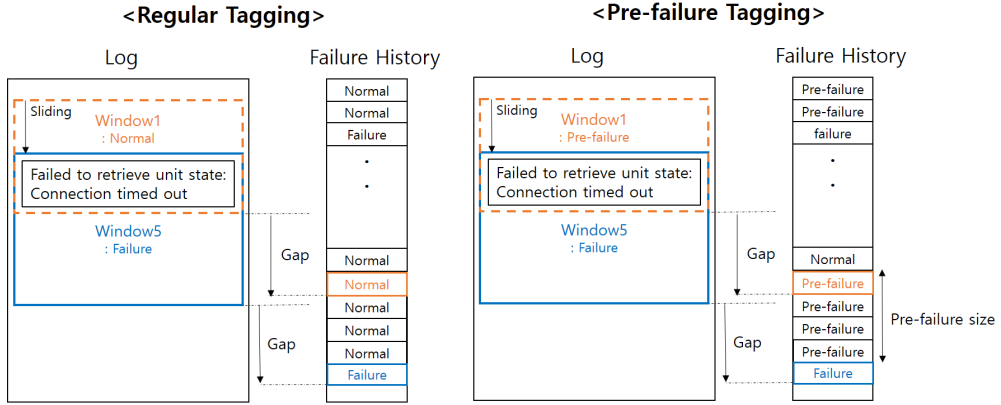 <Regular Tagging>
Log
Failure History
Sliding
Window1
: Normal
Failed to retrieve unit state:
Connection timed out
Window5
: Failure
Gap
Gap
Normal
Normal
Failure
Normal
Normal
Normal
Normal
Normal
Failure
<Pre-failure Tagging>
Log
Failure History
Sliding
Window1
: Pre-failure
Failed to retrieve unit state:
Connection timed out
Window5
: Failure
Gap
Gap
Pre-failure
Pre-failure
failure
Normal
Pre-failure
Pre-failure
Pre-failure
Pre-failure
Failure
Pre-failure size